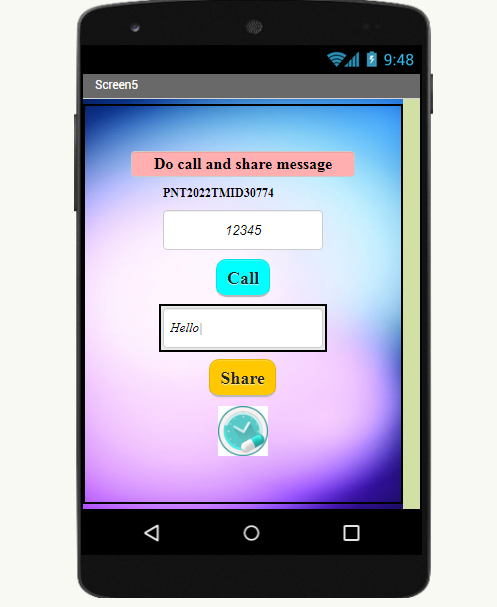 9:48
Screen5
Do call and share message
PNT2022TMID30774
12345
Call
Hello
Share